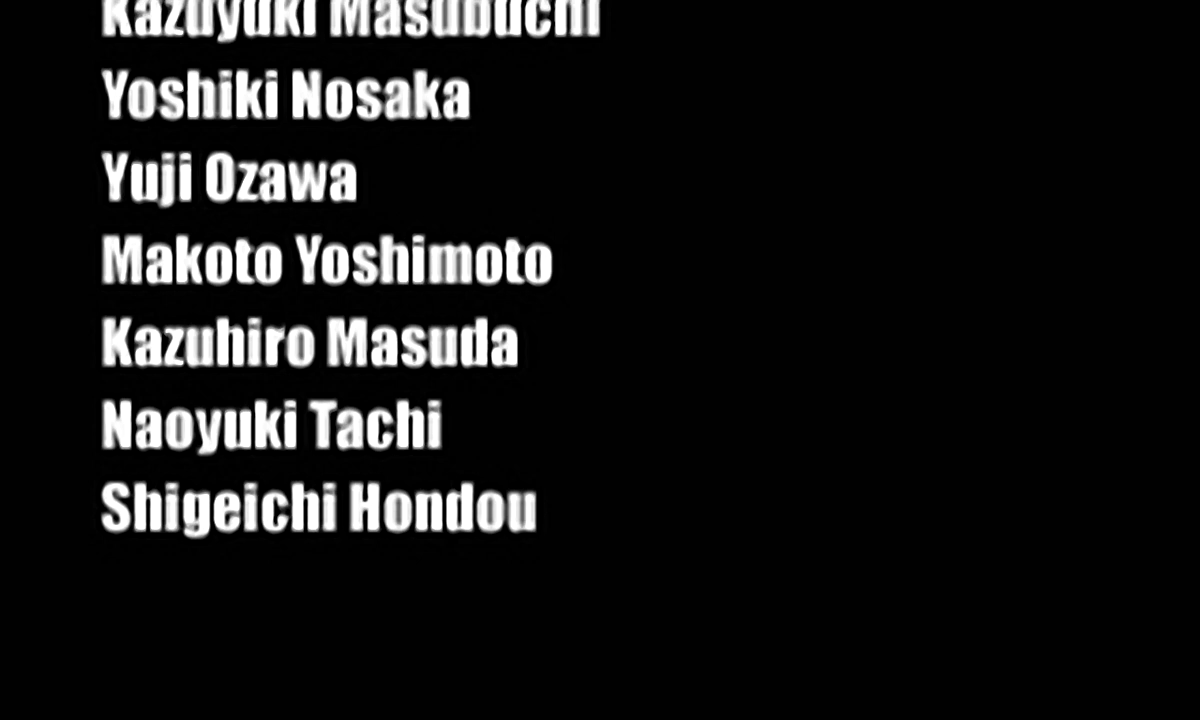 Kazuyuki Masubuchi
Yoshiki Nosaka
Yuji Ozawa
Makoto Yoshimoto
Kazuhiro Masuda
Naoyuki Tachi
Shigeichi Hondou